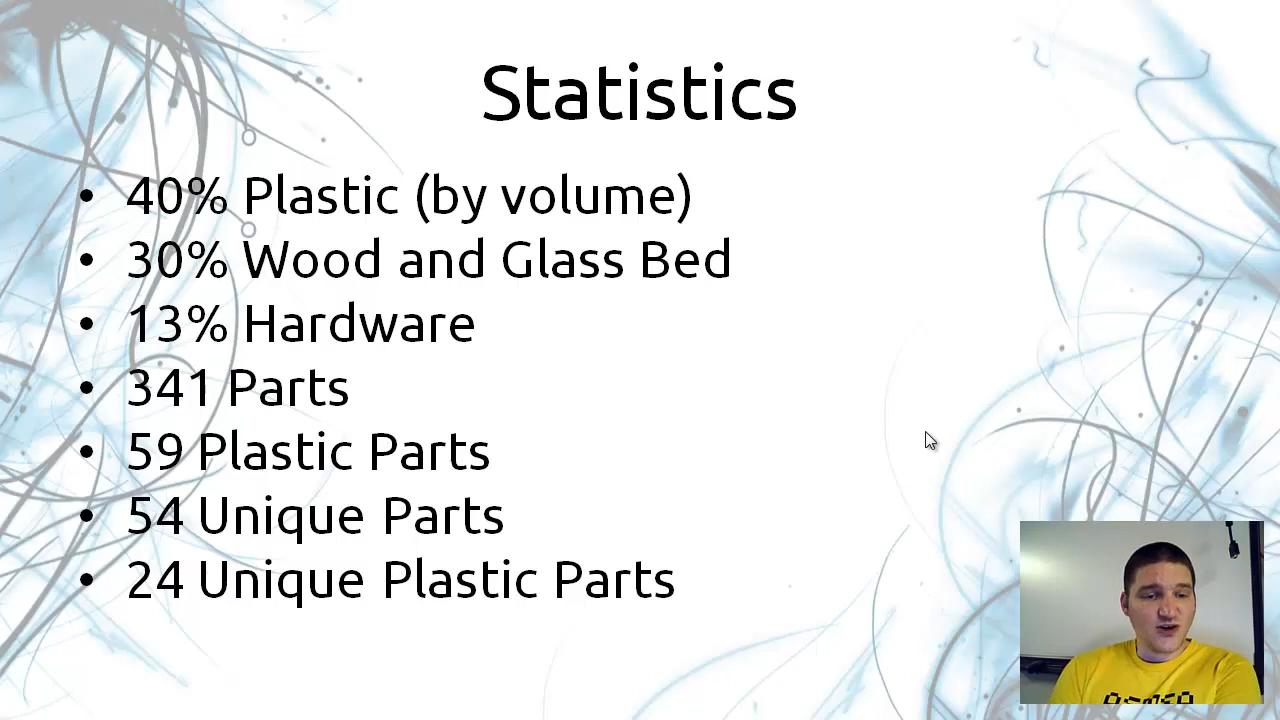 Statistics
• 40% Plastic (by volume)
• 30% Wood and Glass Bed
• 13% Hardware
• 341 Parts
• 59 Plastic Parts
• 54 Unique Parts
• 24 Unique Plastic Parts